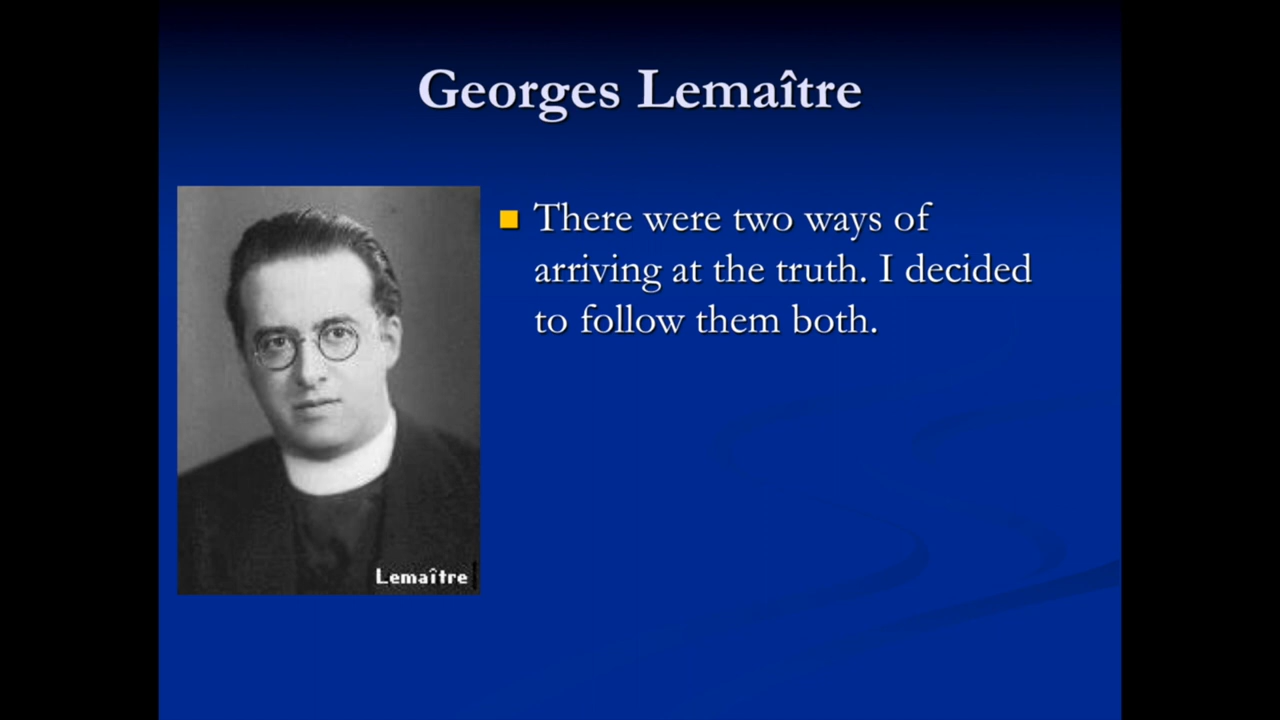 Georges Lemaître
There were two ways of
arriving at the truth. I decided
to follow them both.
Lemaître